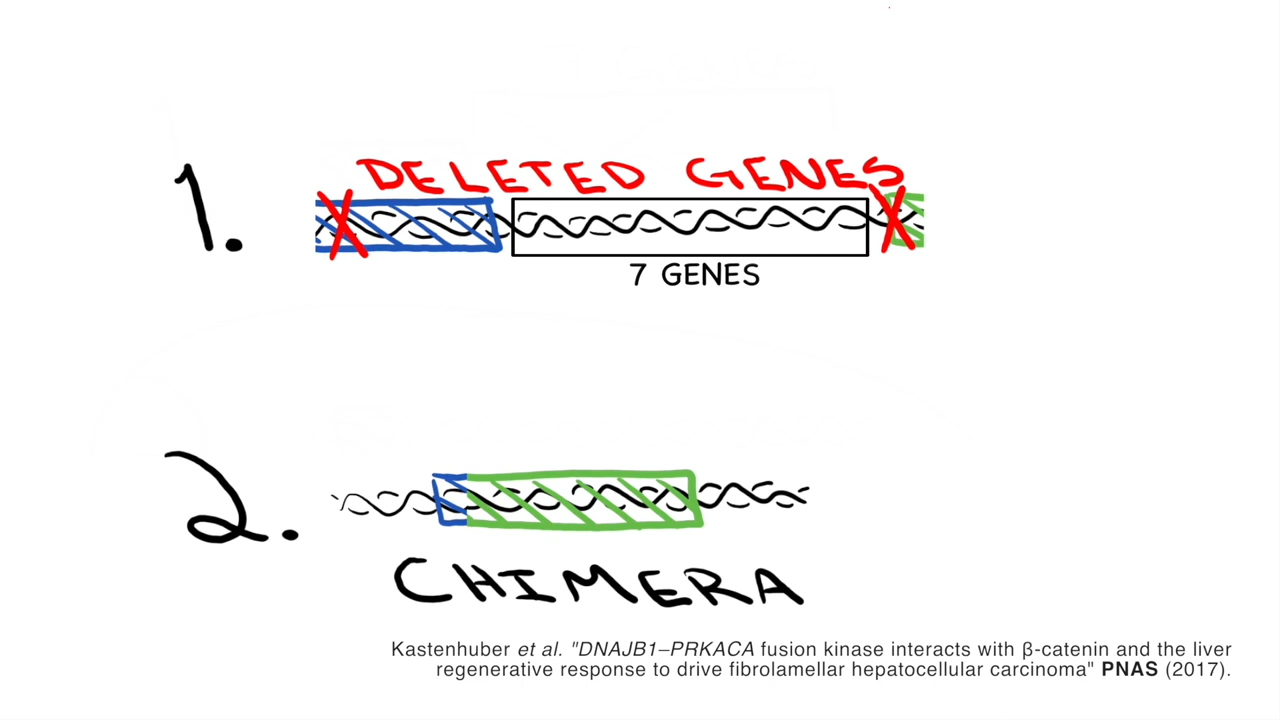 DELETED GENES
1.
7 GENES
2.
CHIMERA
Kastenhuber et al. "DNAJB1–PRKACA fusion kinase interacts with β-catenin and the liver
regenerative response to drive fibrolamellar hepatocellular carcinoma" PNAS (2017).